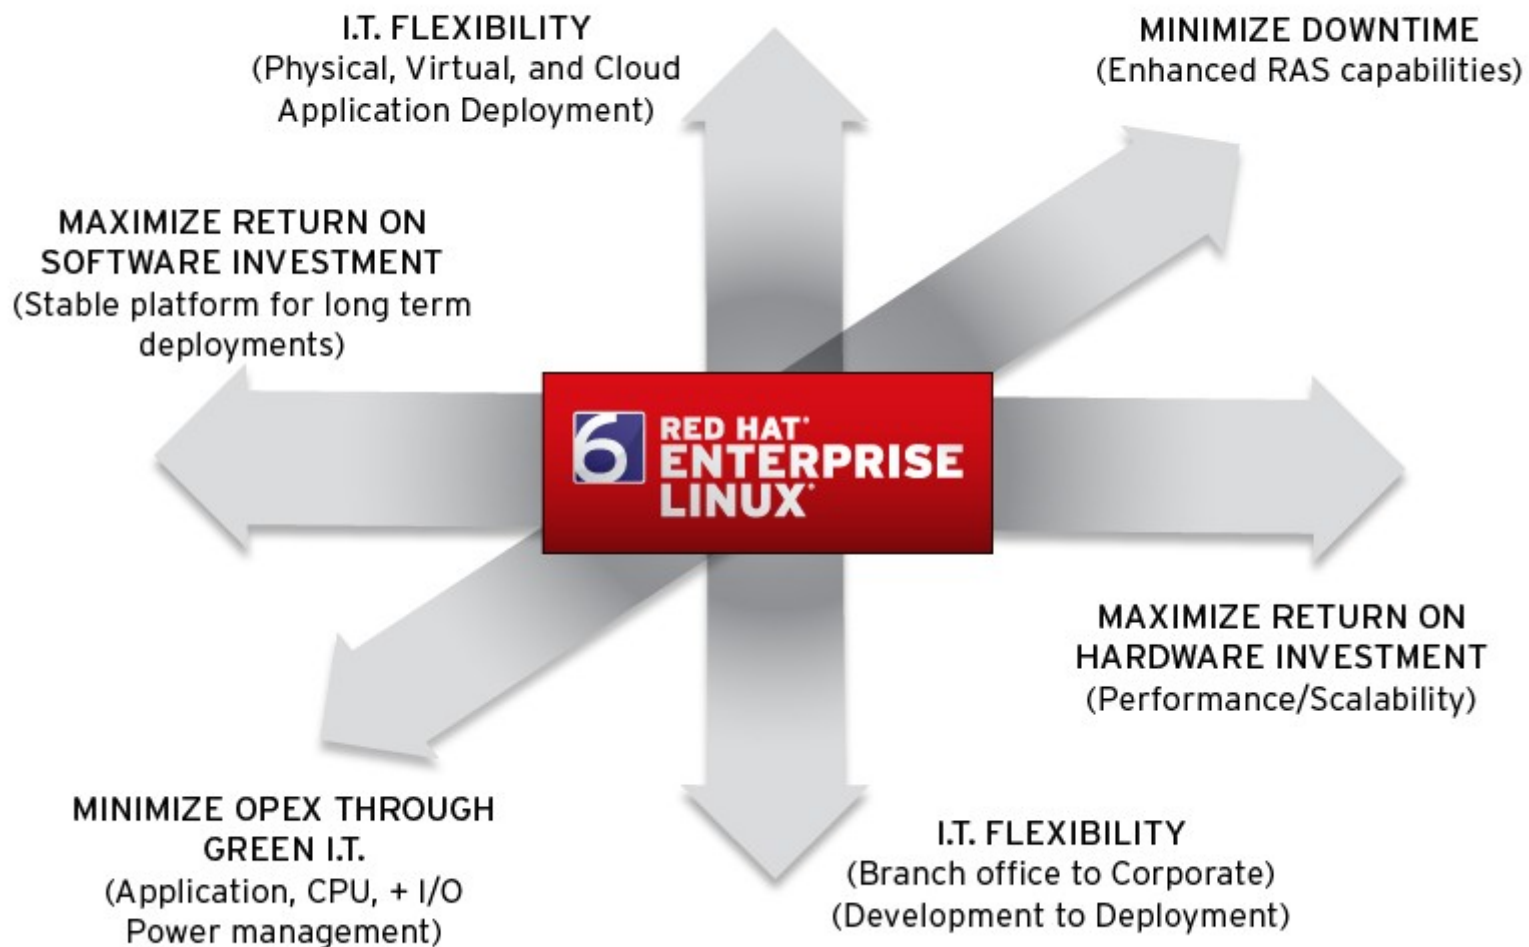 I.T. FLEXIBILITY
(Physical, Virtual, and Cloud
Application Deployment)
MINIMIZE DOWNTIME
(Enhanced RAS capabilities)
MAXIMIZE RETURN ON
SOFTWARE INVESTMENT
(Stable platform for long term
deployments)
6 RED HAT®
ENTERPRISE
LINUX®
MAXIMIZE RETURN ON
HARDWARE INVESTMENT
(Performance/Scalability)
MINIMIZE OPEX THROUGH
GREEN I.T.
(Application, CPU, + I/O
Power management)
I.T. FLEXIBILITY
(Branch office to Corporate)
(Development to Deployment)